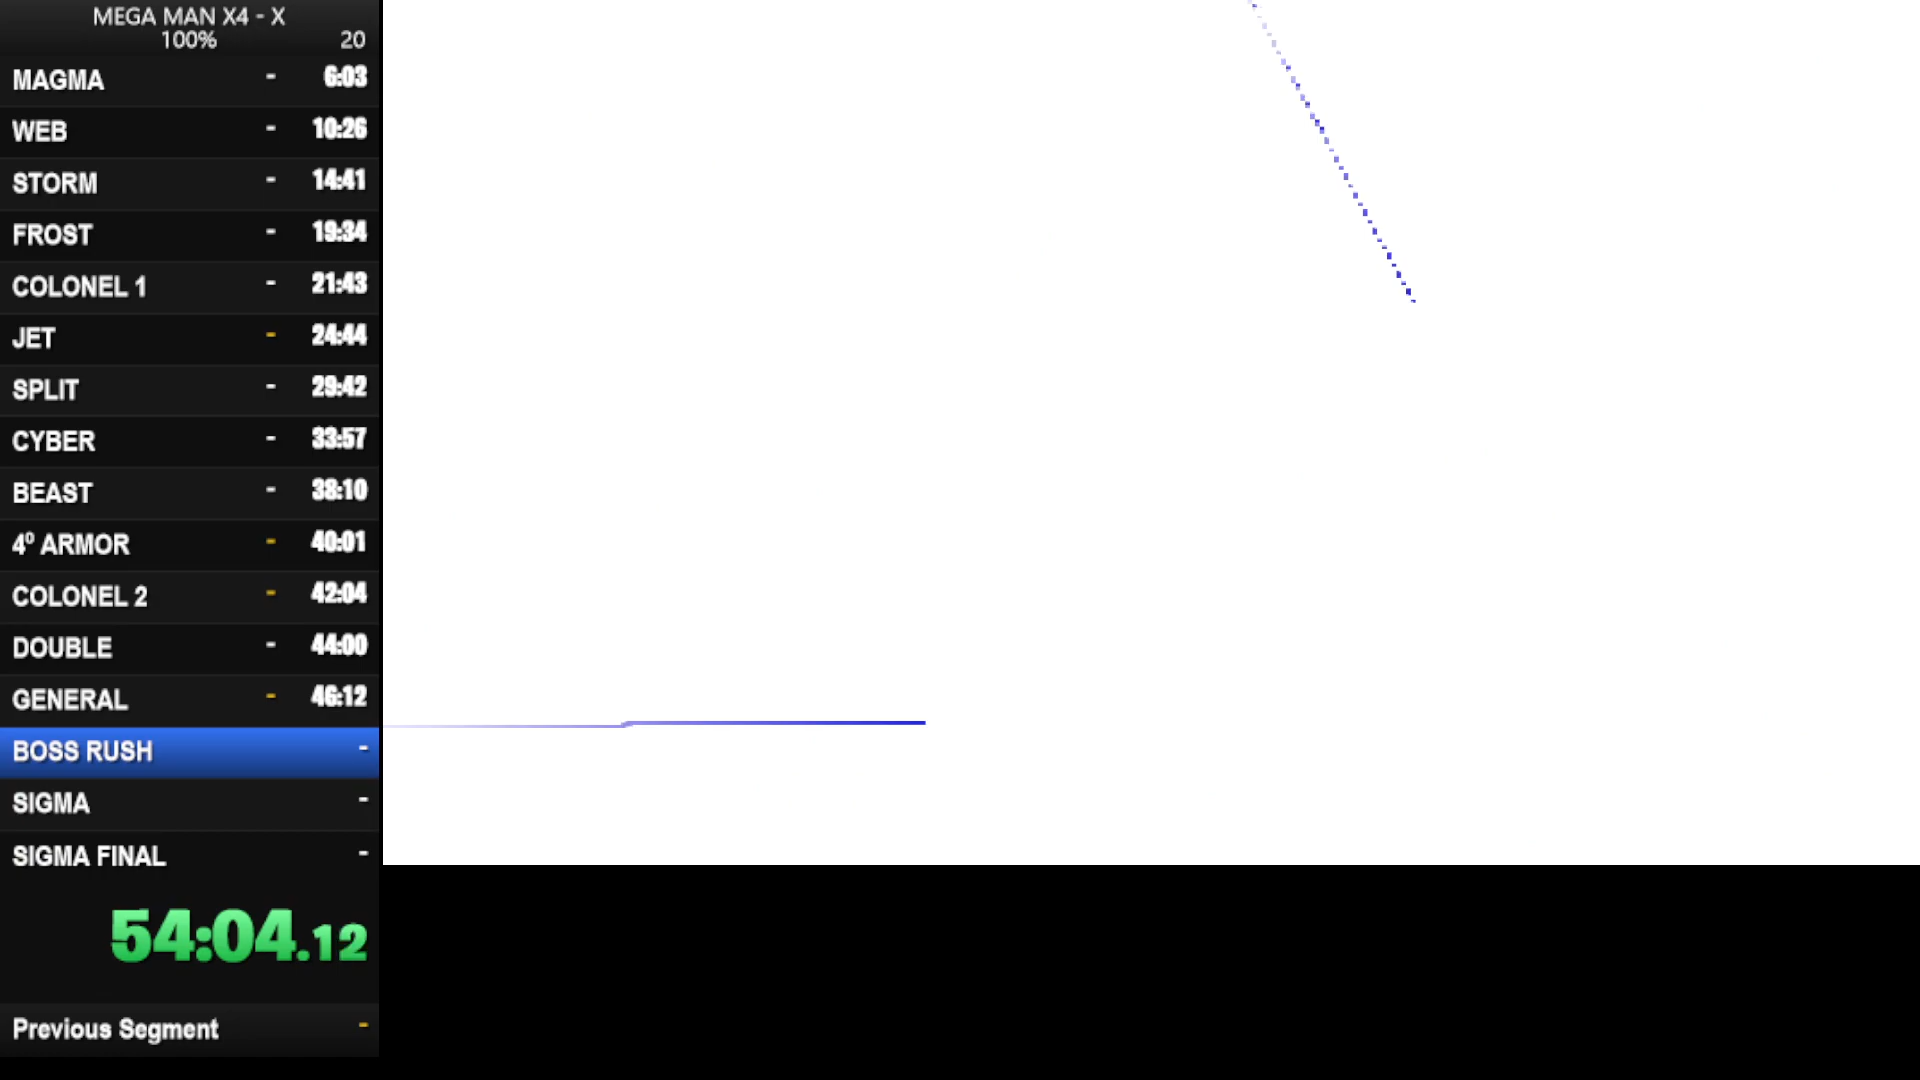 MEGA MAN X4 - X
100% 20
MAGMA - 6:03
WEB - 10:26
STORM - 14:41
FROST - 19:34
COLONEL 1 - 21:43
JET - 24:44
SPLIT - 29:42
CYBER - 33:57
BEAST - 38:10
4º ARMOR - 40:01
COLONEL 2 - 42:04
DOUBLE - 44:00
GENERAL - 46:12
BOSS RUSH -
SIGMA -
SIGMA FINAL -
54:04.12
Previous Segment -